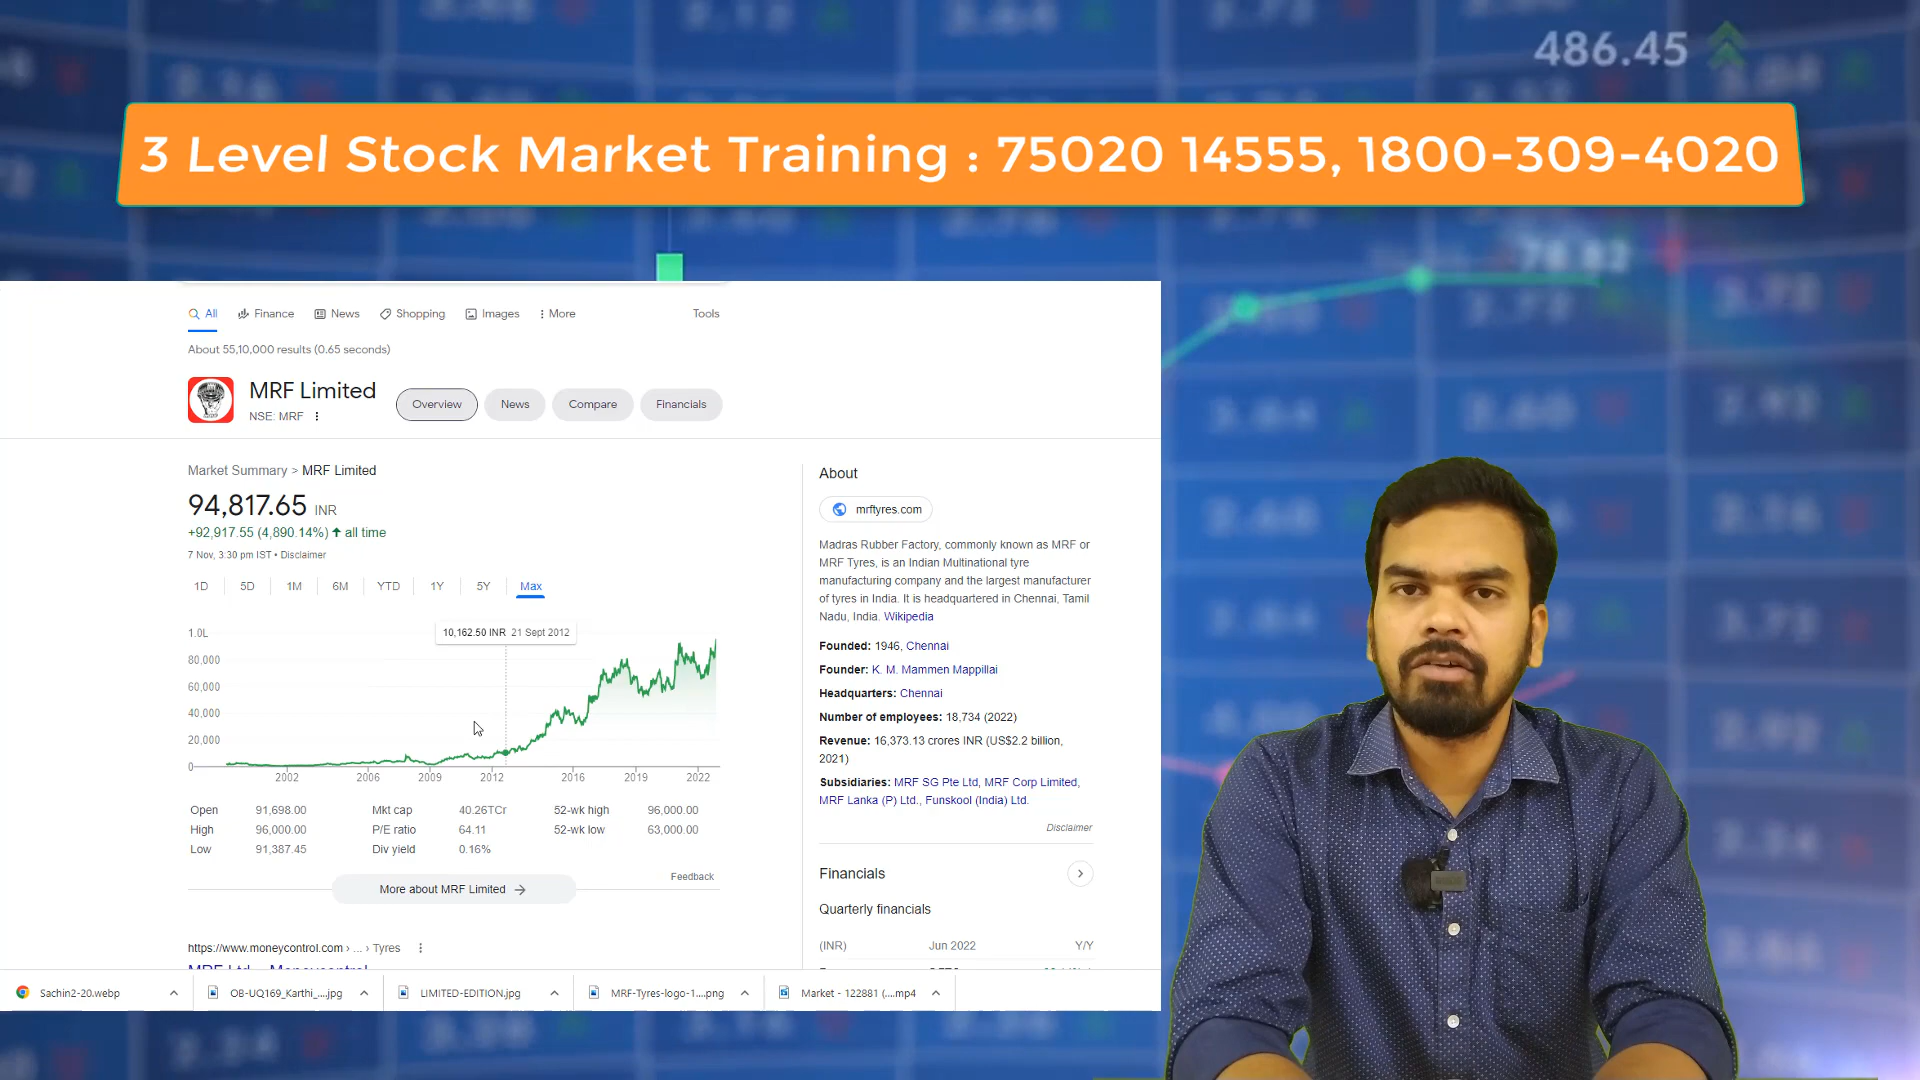 486.45
3 Level Stock Market Training : 75020 14555, 1800-309-4020
78.82
All Finance News Shopping Images More Tools
About 55,10,000 results (0.65 seconds)
MRF Limited
NSE: MRF
Overview News Compare Financials
Market Summary > MRF Limited
94,817.65 INR
+92,917.55 (4,890.14%) all time
7 Nov, 3:30 pm IST • Disclaimer
1D 5D 1M 6M YTD 1Y 5Y Max
10,162.50 INR 21 Sept 2012
1.0L
80,000
60,000
40,000
20,000
0
2002 2006 2009 2012 2016 2019 2022
Open 91,698.00 Mkt cap 40.26TCr 52-wk high 96,000.00
High 96,000.00 P/E ratio 64.11 52-wk low 63,000.00
Low 91,387.45 Div yield 0.16%
Feedback
More about MRF Limited
https://www.moneycontrol.com › ... › Tyres
About
mrftyres.com
Madras Rubber Factory, commonly known as MRF or
MRF Tyres, is an Indian Multinational tyre
manufacturing company and the largest manufacturer
of tyres in India. It is headquartered in Chennai, Tamil
Nadu, India. Wikipedia
Founded: 1946, Chennai
Founder: K. M. Mammen Mappillai
Headquarters: Chennai
Number of employees: 18,734 (2022)
Revenue: 16,373.13 crores INR (US$2.2 billion,
2021)
Subsidiaries: MRF SG Pte Ltd, MRF Corp Limited,
MRF Lanka (P) Ltd., Funskool (India) Ltd.
Disclaimer
Financials
Quarterly financials
(INR) Jun 2022 Y/Y
Sachin2-20.webp
OB-UQ169_Karthi_....jpg
LIMITED-EDITION.jpg
MRF-Tyres-logo-1....png
Market - 122881 (....mp4